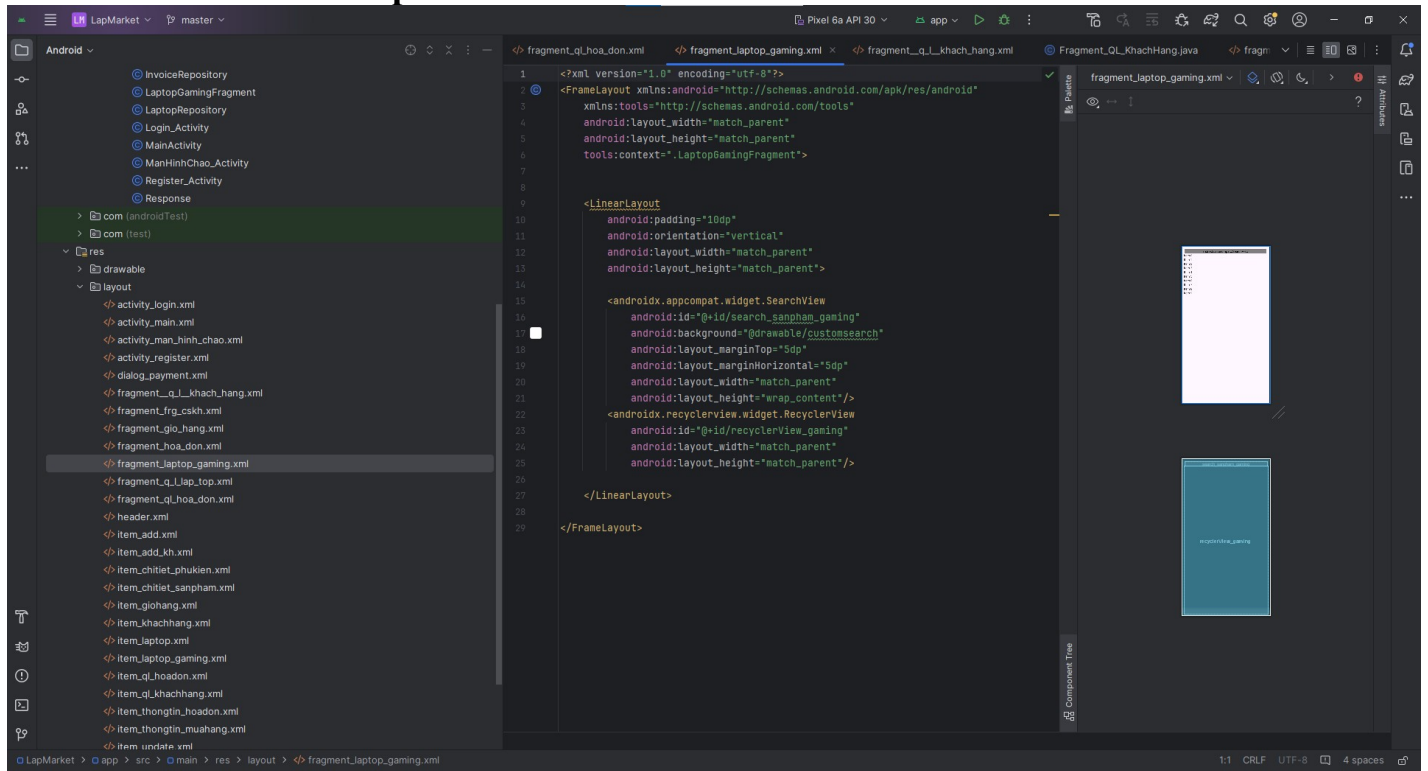 LM LapMarket master
Pixel 6a API 30 app
Android
InvoiceRepository
LaptopGamingFragment
LaptopRepository
Login_Activity
MainActivity
ManHinhChao_Activity
Register_Activity
Response
com (androidTest)
com (test)
res
drawable
layout
activity_login.xml
activity_main.xml
activity_man_hinh_chao.xml
activity_register.xml
dialog_payment.xml
fragment__q_l__khach_hang.xml
fragment_frg_cskh.xml
fragment_gio_hang.xml
fragment_hoa_don.xml
fragment_laptop_gaming.xml
fragment_q_l_lap_top.xml
fragment_ql_hoa_don.xml
header.xml
item_add.xml
item_add_kh.xml
item_chitiet_phukien.xml
item_chitiet_sanpham.xml
item_giohang.xml
item_khachhang.xml
item_laptop.xml
item_laptop_gaming.xml
item_ql_hoadon.xml
item_ql_khachhang.xml
item_thongtin_hoadon.xml
item_thongtin_muahang.xml
item_update.xml
fragment_ql_hoa_don.xml fragment_laptop_gaming.xml fragment__q_l__khach_hang.xml Fragment_QL_KhachHang.java fragm
1 <?xml version="1.0" encoding="utf-8"?>
2 <FrameLayout xmlns:android="http://schemas.android.com/apk/res/android"
3 xmlns:tools="http://schemas.android.com/tools"
4 android:layout_width="match_parent"
5 android:layout_height="match_parent"
6 tools:context=".LaptopGamingFragment">
7
8
9 <LinearLayout
10 android:padding="10dp"
11 android:orientation="vertical"
12 android:layout_width="match_parent"
13 android:layout_height="match_parent">
14
15 <androidx.appcompat.widget.SearchView
16 android:id="@+id/search_sanpham_gaming"
17 android:background="@drawable/customsearch"
18 android:layout_marginTop="5dp"
19 android:layout_marginHorizontal="5dp"
20 android:layout_width="match_parent"
21 android:layout_height="wrap_content"/>
22 <androidx.recyclerview.widget.RecyclerView
23 android:id="@+id/recyclerView_gaming"
24 android:layout_width="match_parent"
25 android:layout_height="match_parent"/>
26
27 </LinearLayout>
28
29 </FrameLayout>
Palette
Component Tree
fragment_laptop_gaming.xml
?
Attributes
recyclerView_gaming
LapMarket > app > src > main > res > layout > fragment_laptop_gaming.xml
1:1 CRLF UTF-8 4 spaces